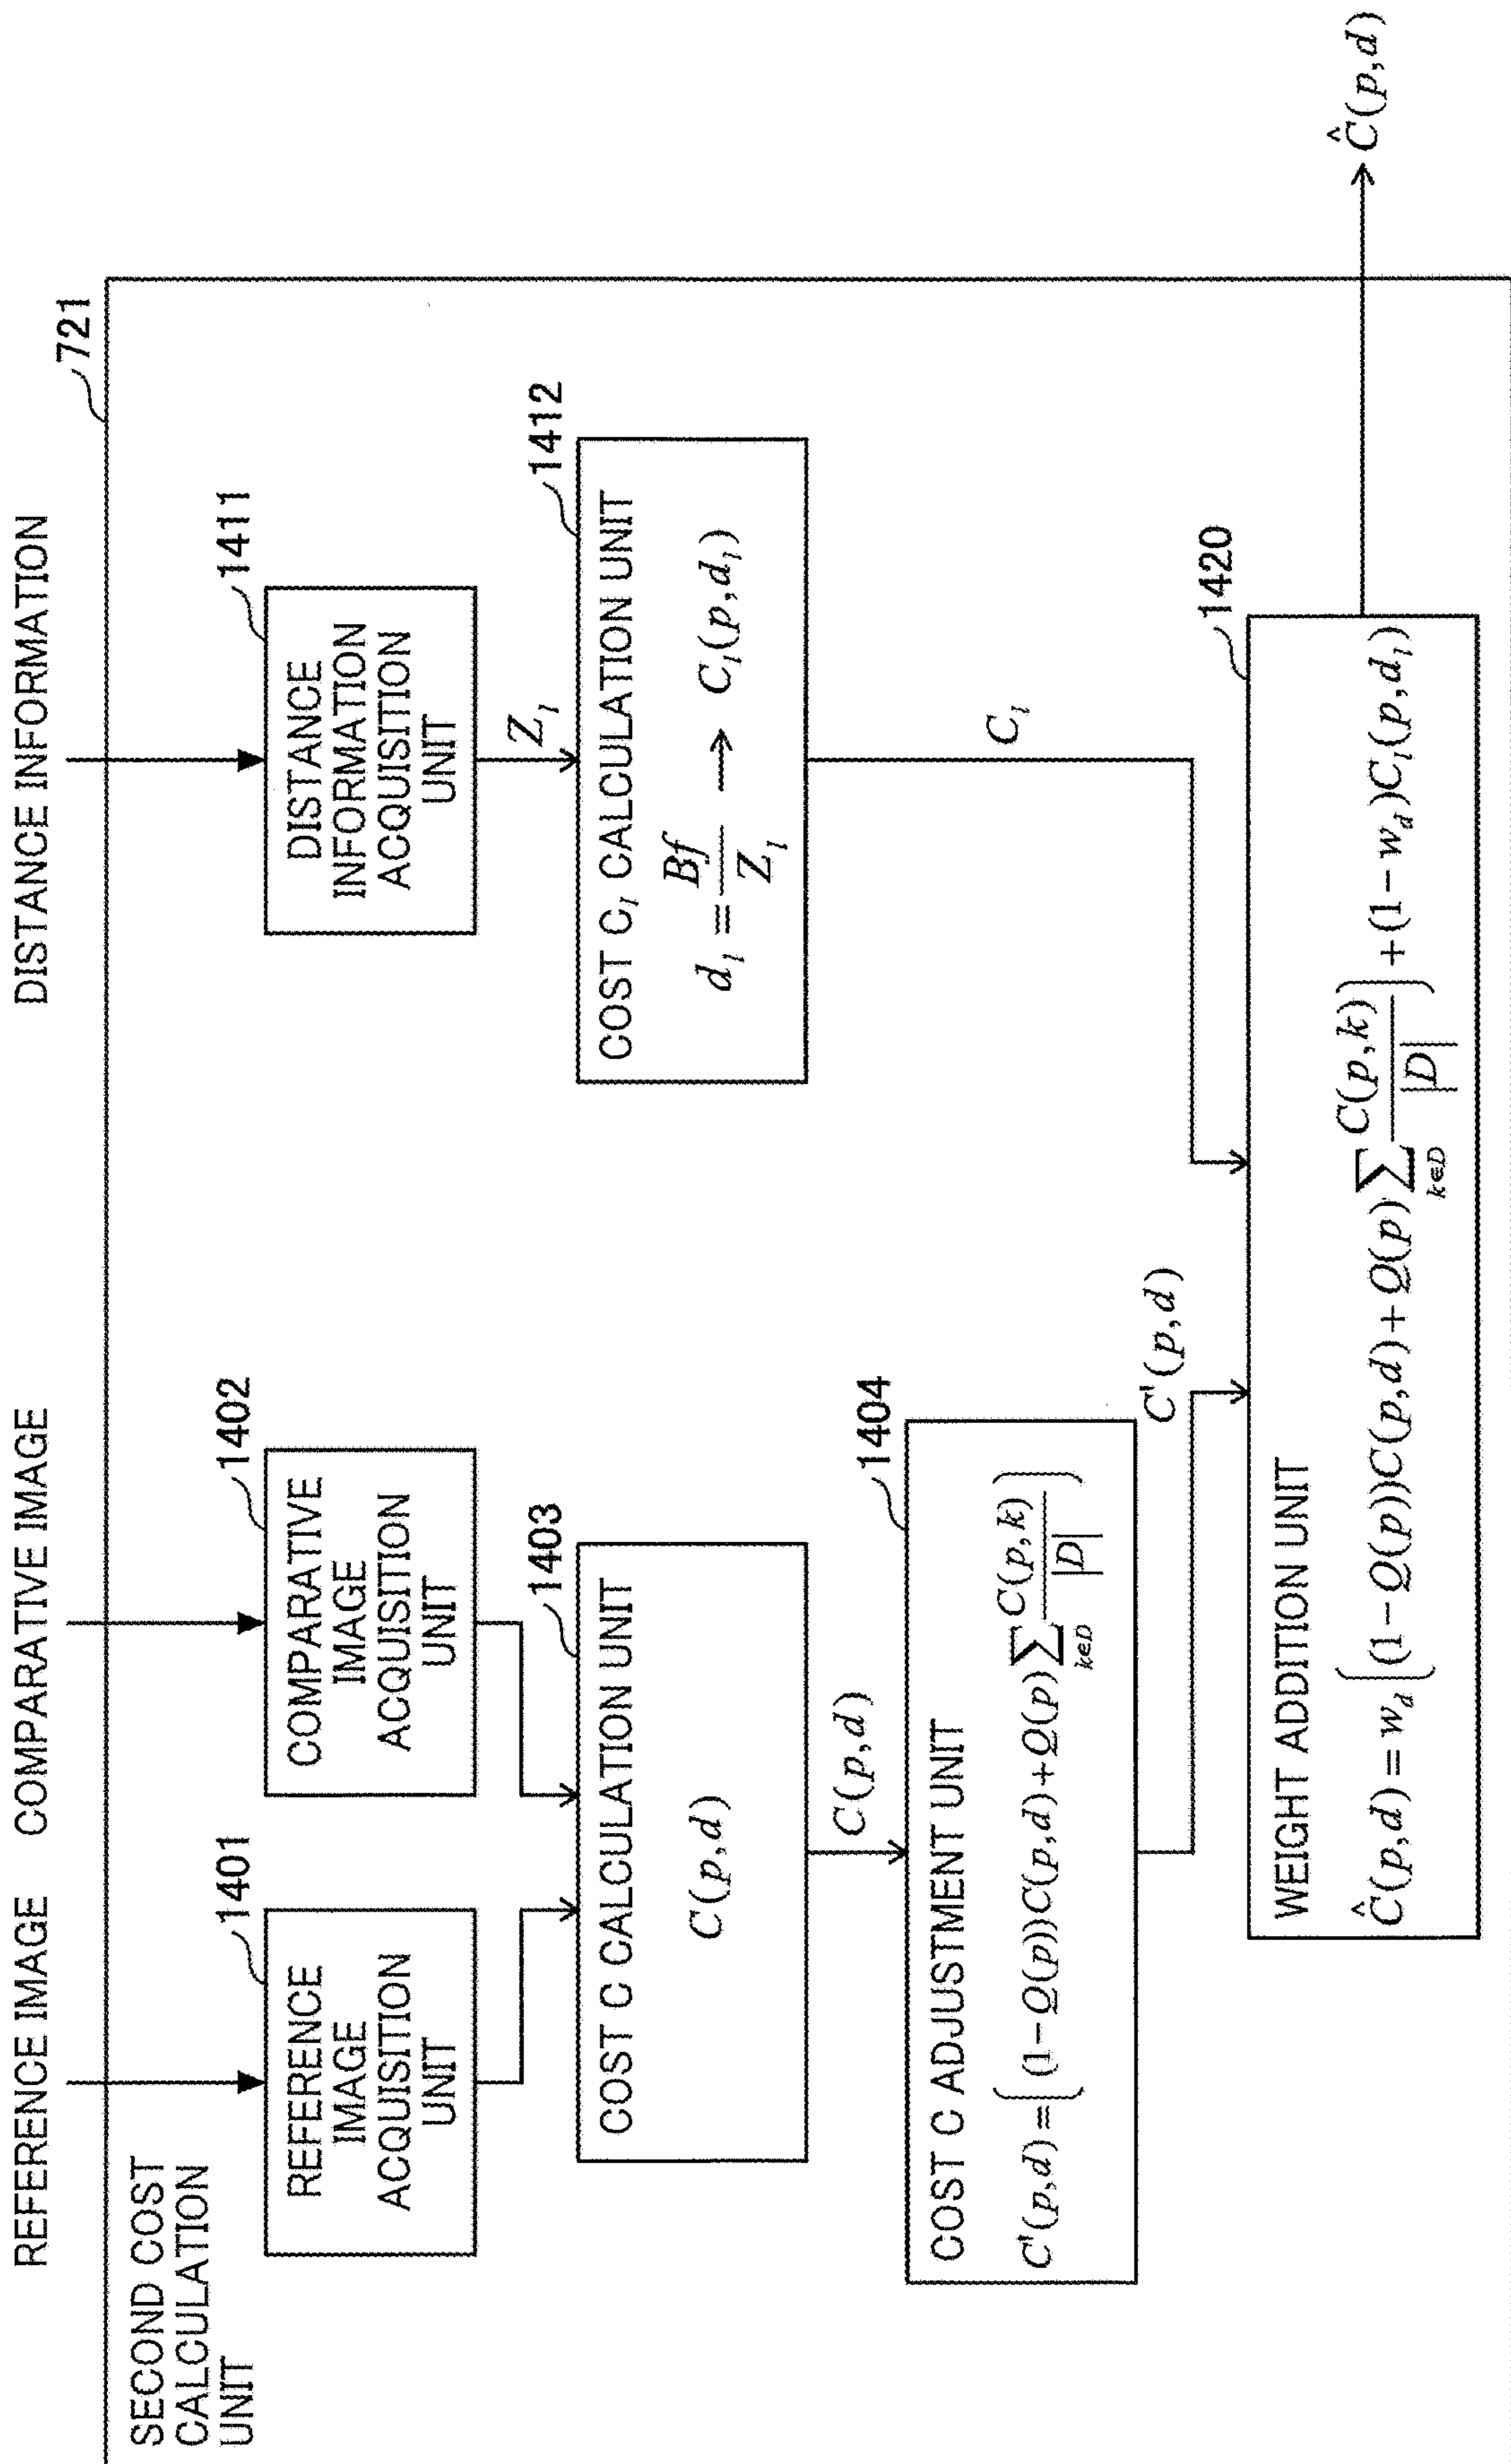 REFERENCE IMAGE
COMPARATIVE IMAGE
DISTANCE INFORMATION
721
SECOND COST
CALCULATION
UNIT
1401
REFERENCE
IMAGE
ACQUISITION
UNIT
1402
COMPARATIVE
IMAGE
ACQUISITION
UNIT
1411
DISTANCE
INFORMATION
ACQUISITION
UNIT
Z_l
1403
COST C CALCULATION UNIT
C(p,d)
1412
COST C_l CALCULATION UNIT
d_l = Bf / Z_l → C_l(p,d_l)
C(p,d)
C_l
1404
COST C ADJUSTMENT UNIT
C'(p,d) = { (1-Q(p))C(p,d)+Q(p) ∑_{k∈D} C(p,k) / |D| }
C'(p,d)
1420
WEIGHT ADDITION UNIT
Ĉ(p,d) = w_d { (1-Q(p))C(p,d)+Q(p) ∑_{k∈D} C(p,k) / |D| } + (1-w_d)C_l(p,d_l)
Ĉ(p,d)